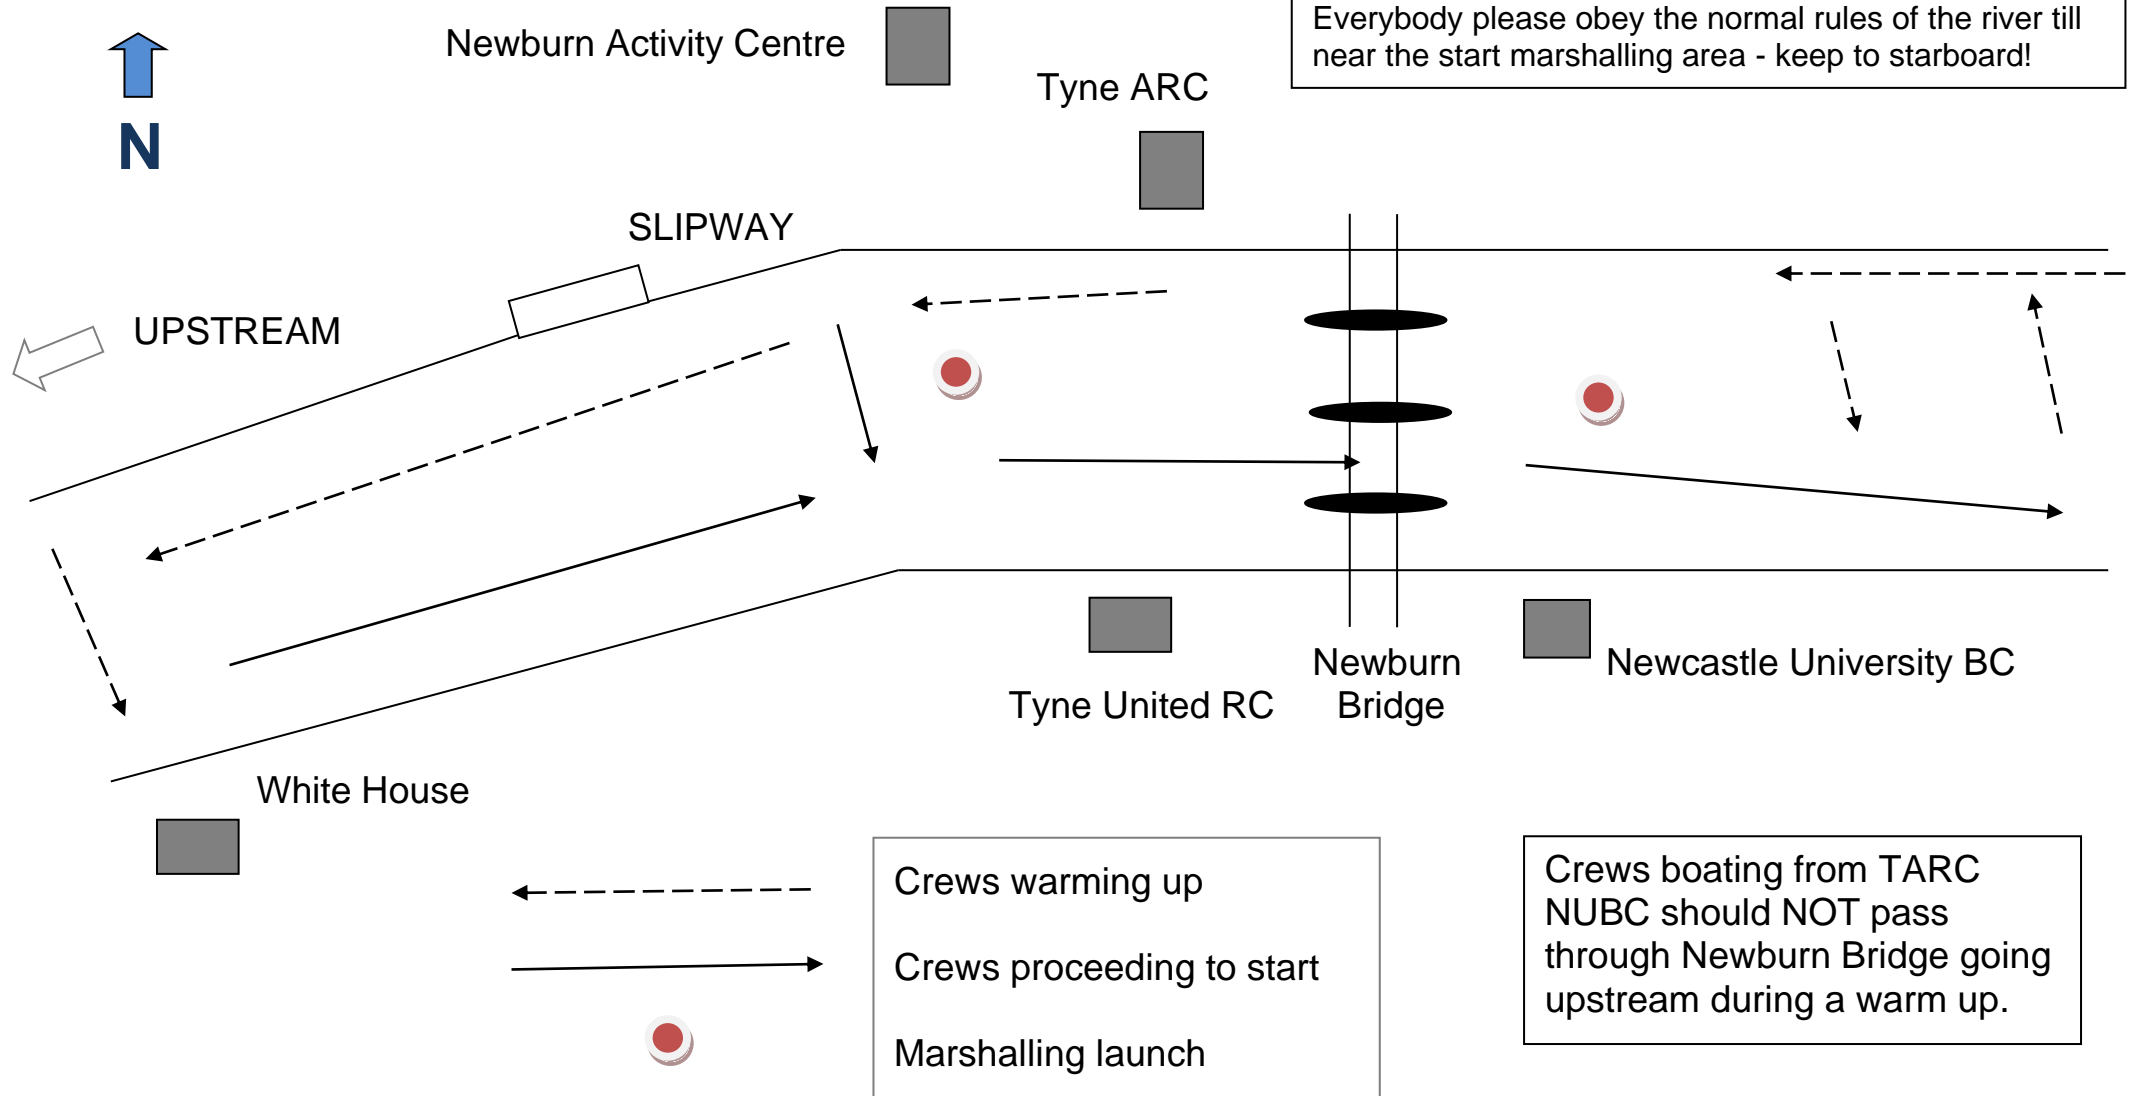 Everybody please obey the normal rules of the river till
near the start marshalling area - keep to starboard!
Newburn Activity Centre
Tyne ARC
N
SLIPWAY
UPSTREAM
Newburn
Bridge
Newcastle University BC
Tyne United RC
White House
Crews warming up
Crews proceeding to start
Marshalling launch
Crews boating from TARC
NUBC should NOT pass
through Newburn Bridge going
upstream during a warm up.